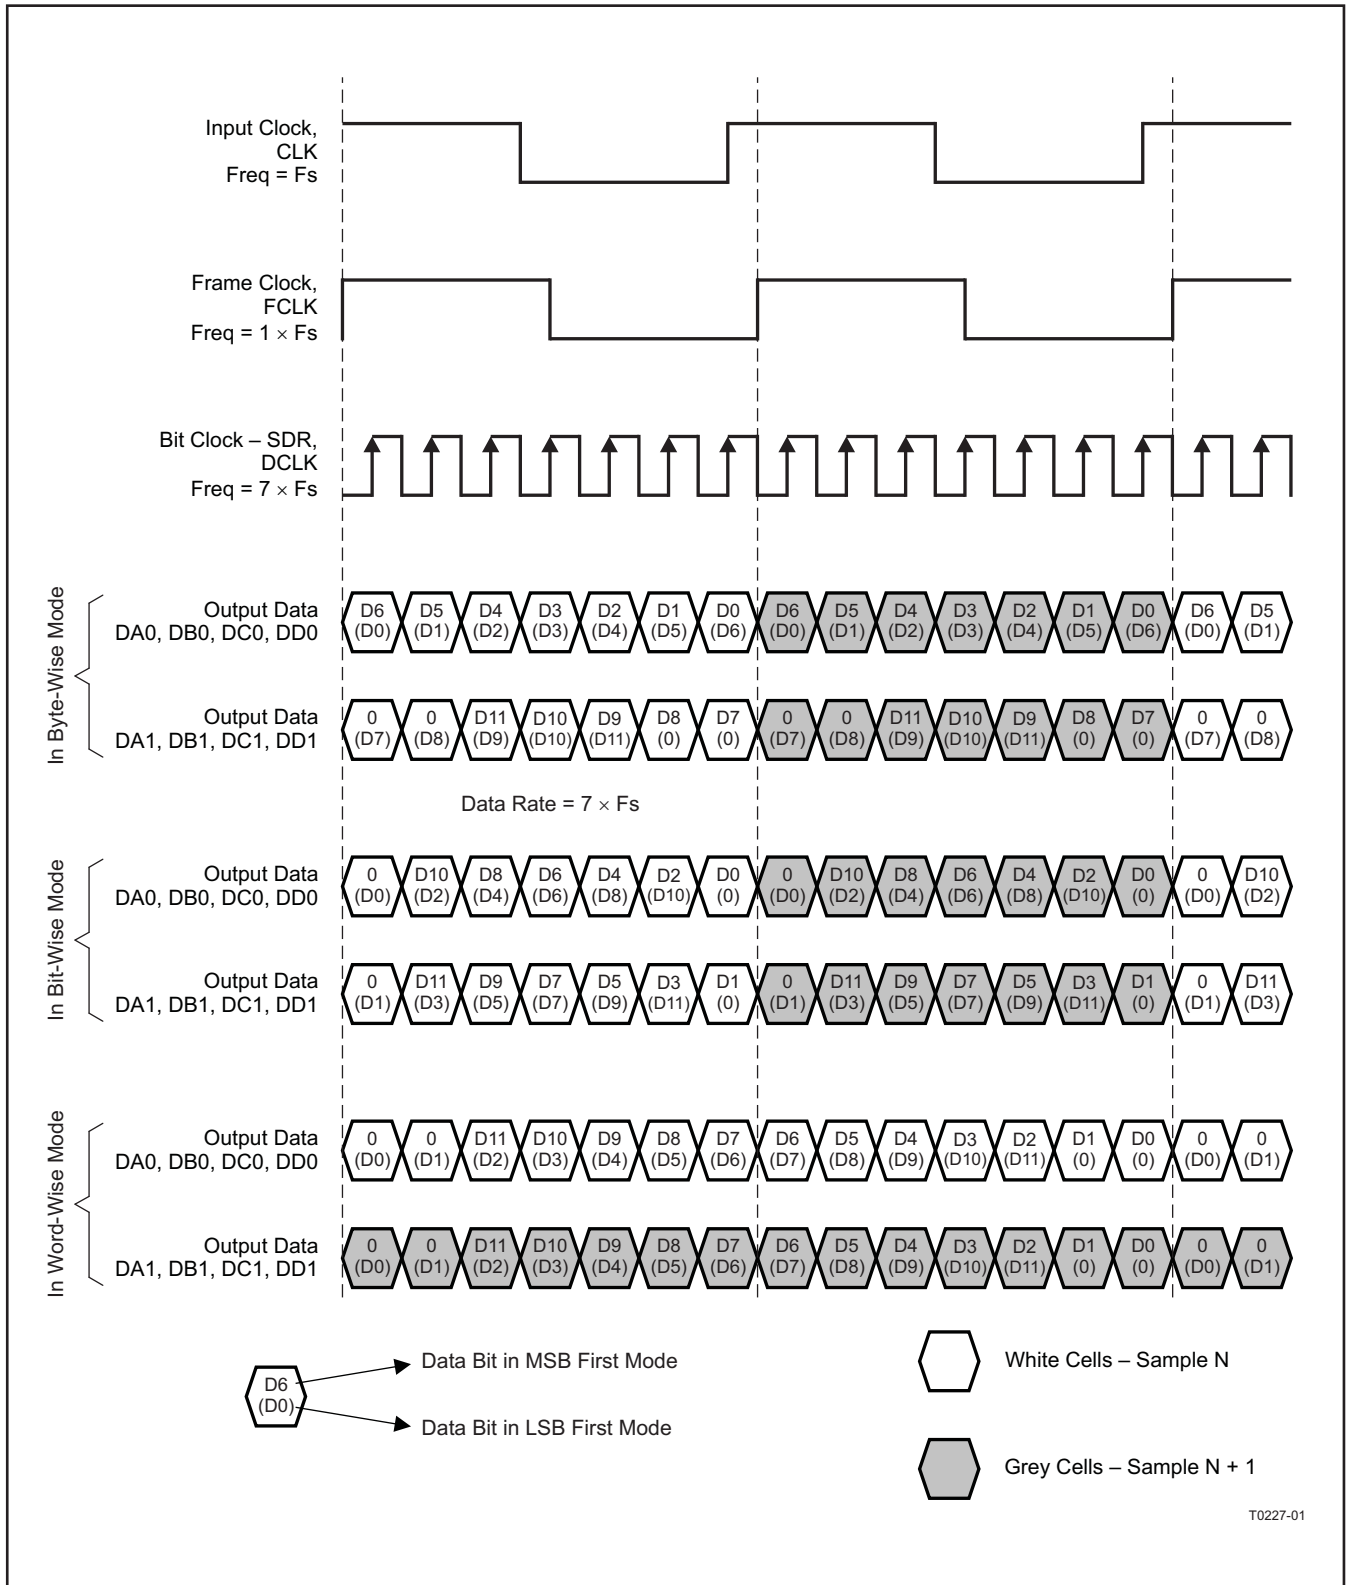 Input Clock,
CLK
Freq = Fs
Frame Clock,
FCLK
Freq = 1 × Fs
Bit Clock – SDR,
DCLK
Freq = 7 × Fs
In Byte-Wise Mode
Output Data
DA0, DB0, DC0, DD0
D6 D5 D4 D3 D2 D1 D0 D6 D5 D4 D3 D2 D1 D0 D6 D5
(D0) (D1) (D2) (D3) (D4) (D5) (D6) (D0) (D1) (D2) (D3) (D4) (D5) (D6) (D0) (D1)
Output Data
DA1, DB1, DC1, DD1
0 0 D11 D10 D9 D8 D7 0 0 D11 D10 D9 D8 D7 0 0
(D7) (D8) (D9) (D10) (D11) (0) (0) (D7) (D8) (D9) (D10) (D11) (0) (0) (D7) (D8)
Data Rate = 7 × Fs
In Bit-Wise Mode
Output Data
DA0, DB0, DC0, DD0
0 D10 D8 D6 D4 D2 D0 0 D10 D8 D6 D4 D2 D0 0 D10
(D0) (D2) (D4) (D6) (D8) (D10) (0) (D0) (D2) (D4) (D6) (D8) (D10) (0) (D0) (D2)
Output Data
DA1, DB1, DC1, DD1
0 D11 D9 D7 D5 D3 D1 0 D11 D9 D7 D5 D3 D1 0 D11
(D1) (D3) (D5) (D7) (D9) (D11) (0) (D1) (D3) (D5) (D7) (D9) (D11) (0) (D1) (D3)
In Word-Wise Mode
Output Data
DA0, DB0, DC0, DD0
0 0 D11 D10 D9 D8 D7 D6 D5 D4 D3 D2 D1 D0 0 0
(D0) (D1) (D2) (D3) (D4) (D5) (D6) (D7) (D8) (D9) (D10) (D11) (0) (0) (D0) (D1)
Output Data
DA1, DB1, DC1, DD1
0 0 D11 D10 D9 D8 D7 D6 D5 D4 D3 D2 D1 D0 0 0
(D0) (D1) (D2) (D3) (D4) (D5) (D6) (D7) (D8) (D9) (D10) (D11) (0) (0) (D0) (D1)
D6
(D0)
Data Bit in MSB First Mode
Data Bit in LSB First Mode
White Cells – Sample N
Grey Cells – Sample N + 1
T0227-01